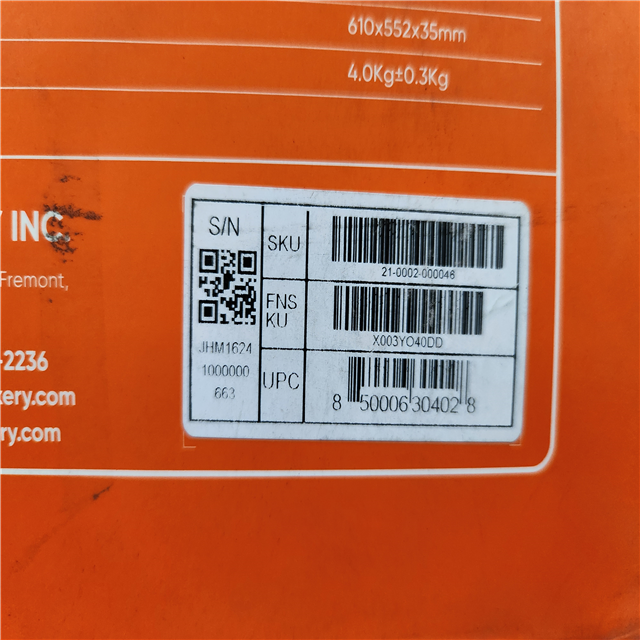 610x552x35mm
4.0Kg±0.3Kg
INC.
Fremont,
-2236
kery.com
ry.com
S/N
JHM1624
1000000
663
SKU
21-0002-000046
FNS
KU
X003YO40DD
UPC
8 50006 30402 8